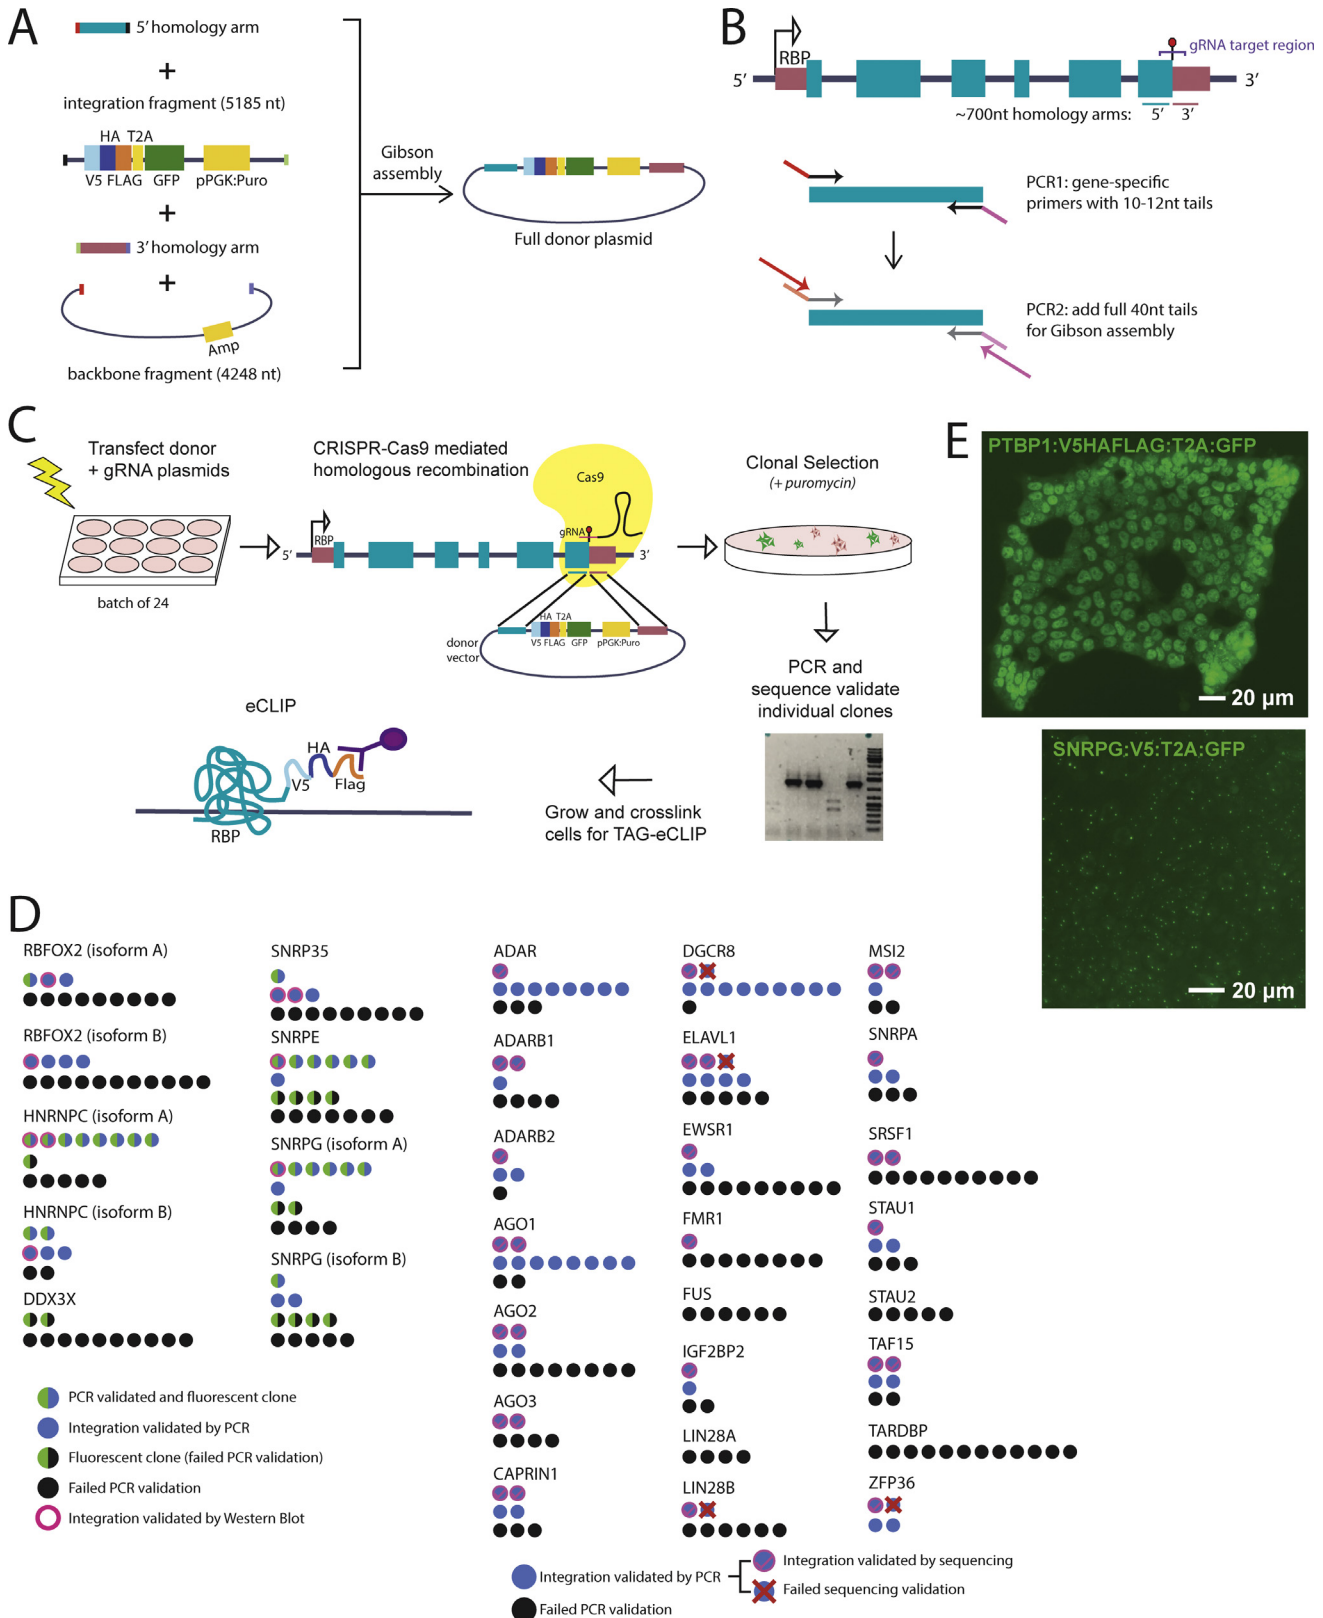 A
5′ homology arm
+
integration fragment (5185 nt)
HA T2A
V5 FLAG GFP pPGK:Puro
+
3′ homology arm
+
Amp
backbone fragment (4248 nt)
Gibson
assembly
Full donor plasmid
B
gRNA target region
RBP
5′ 3′
~700nt homology arms: 5′ 3′
PCR1: gene-specific
primers with 10-12nt tails
PCR2: add full 40nt tails
for Gibson assembly
C
Transfect donor
+ gRNA plasmids
batch of 24
CRISPR-Cas9 mediated
homologous recombination
Cas9
gRNA
RBP
5′ 3′
HA T2A
V5 FLAG GFP pPGK:Puro
donor
vector
Clonal Selection
(+ puromycin)
PCR and
sequence validate
individual clones
Grow and crosslink
cells for TAG-eCLIP
eCLIP
HA
V5 Flag
RBP
E
PTBP1:V5HAFLAG:T2A:GFP
20 µm
SNRPG:V5:T2A:GFP
20 µm
D
RBFOX2 (isoform A)
RBFOX2 (isoform B)
HNRNPC (isoform A)
HNRNPC (isoform B)
DDX3X
SNRP35
SNRPE
SNRPG (isoform A)
SNRPG (isoform B)
ADAR
ADARB1
ADARB2
AGO1
AGO2
AGO3
CAPRIN1
DGCR8
ELAVL1
EWSR1
FMR1
FUS
IGF2BP2
LIN28A
LIN28B
MSI2
SNRPA
SRSF1
STAU1
STAU2
TAF15
TARDBP
ZFP36
PCR validated and fluorescent clone
Integration validated by PCR
Fluorescent clone (failed PCR validation)
Failed PCR validation
Integration validated by Western Blot
Integration validated by PCR
Failed PCR validation
Integration validated by sequencing
Failed sequencing validation